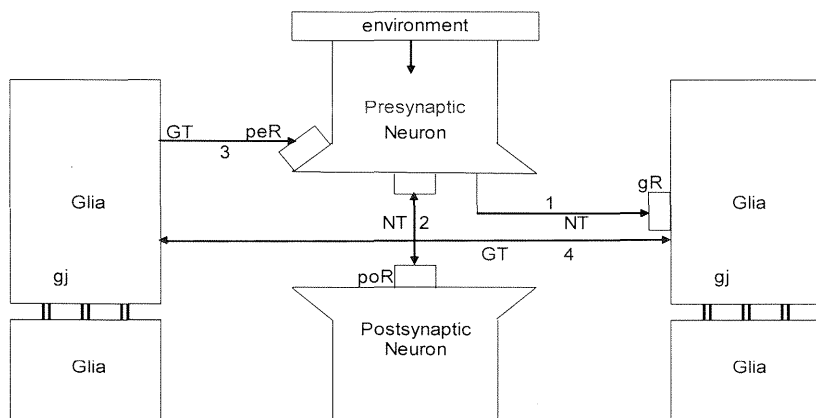 environment
Presynaptic
Neuron
GT
peR
3
gR
1
NT
Glia
Glia
NT
2
GT
4
gj
poR
gj
Postsynaptic
Neuron
Glia
Glia